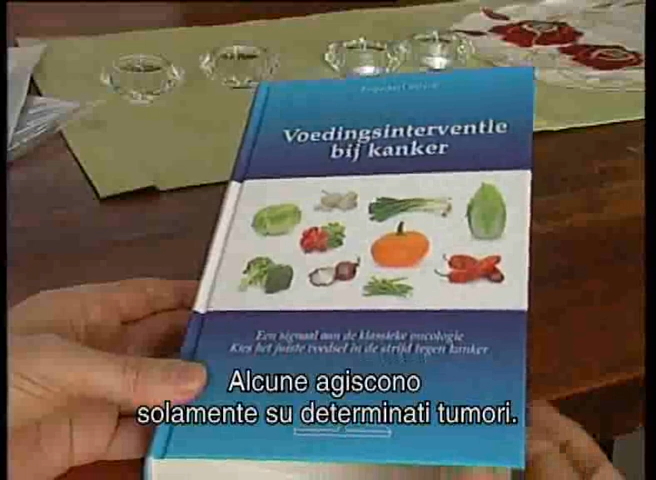 Voedingsinterventie
bij kanker
Een signaal aan de klassieke oncologie
Kies het juiste voedsel in de strijd tegen kanker
Alcune agiscono
solamente su determinati tumori.